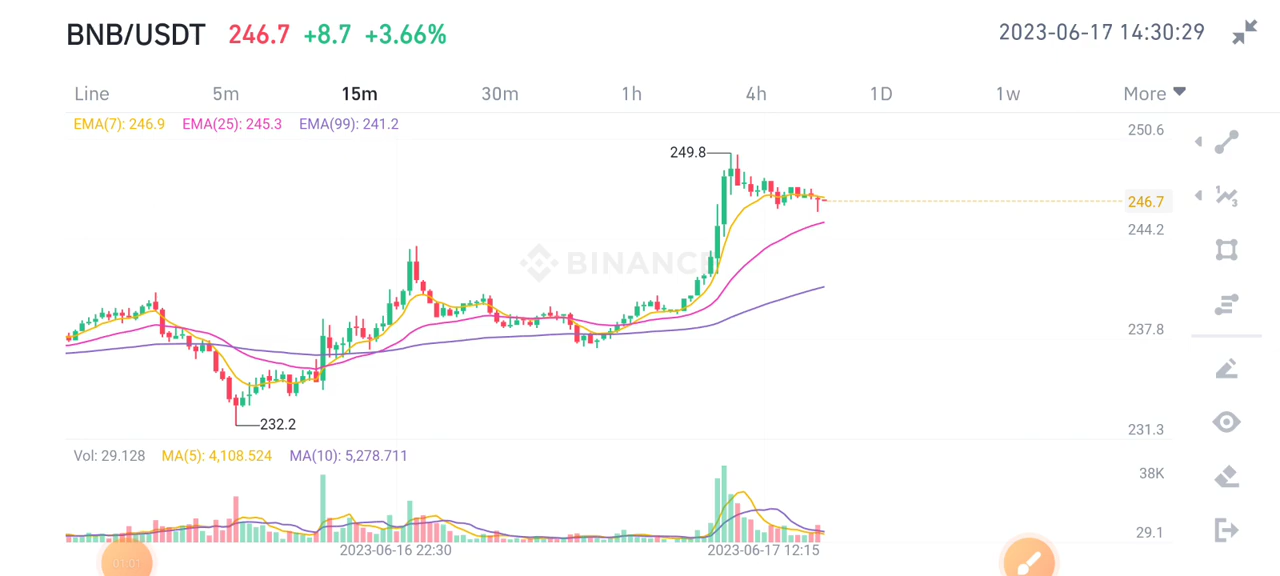 BNB/USDT 246.7 +8.7 +3.66% 2023-06-17 14:30:29
Line 5m 15m 30m 1h 4h 1D 1w More
EMA(7): 246.9 EMA(25): 245.3 EMA(99): 241.2
250.6
249.8
246.7
244.2
BINANCE
237.8
232.2
231.3
Vol: 29.128 MA(5): 4,108.524 MA(10): 5,278.711
38K
29.1
2023-06-16 22:30 2023-06-17 12:15
01:01